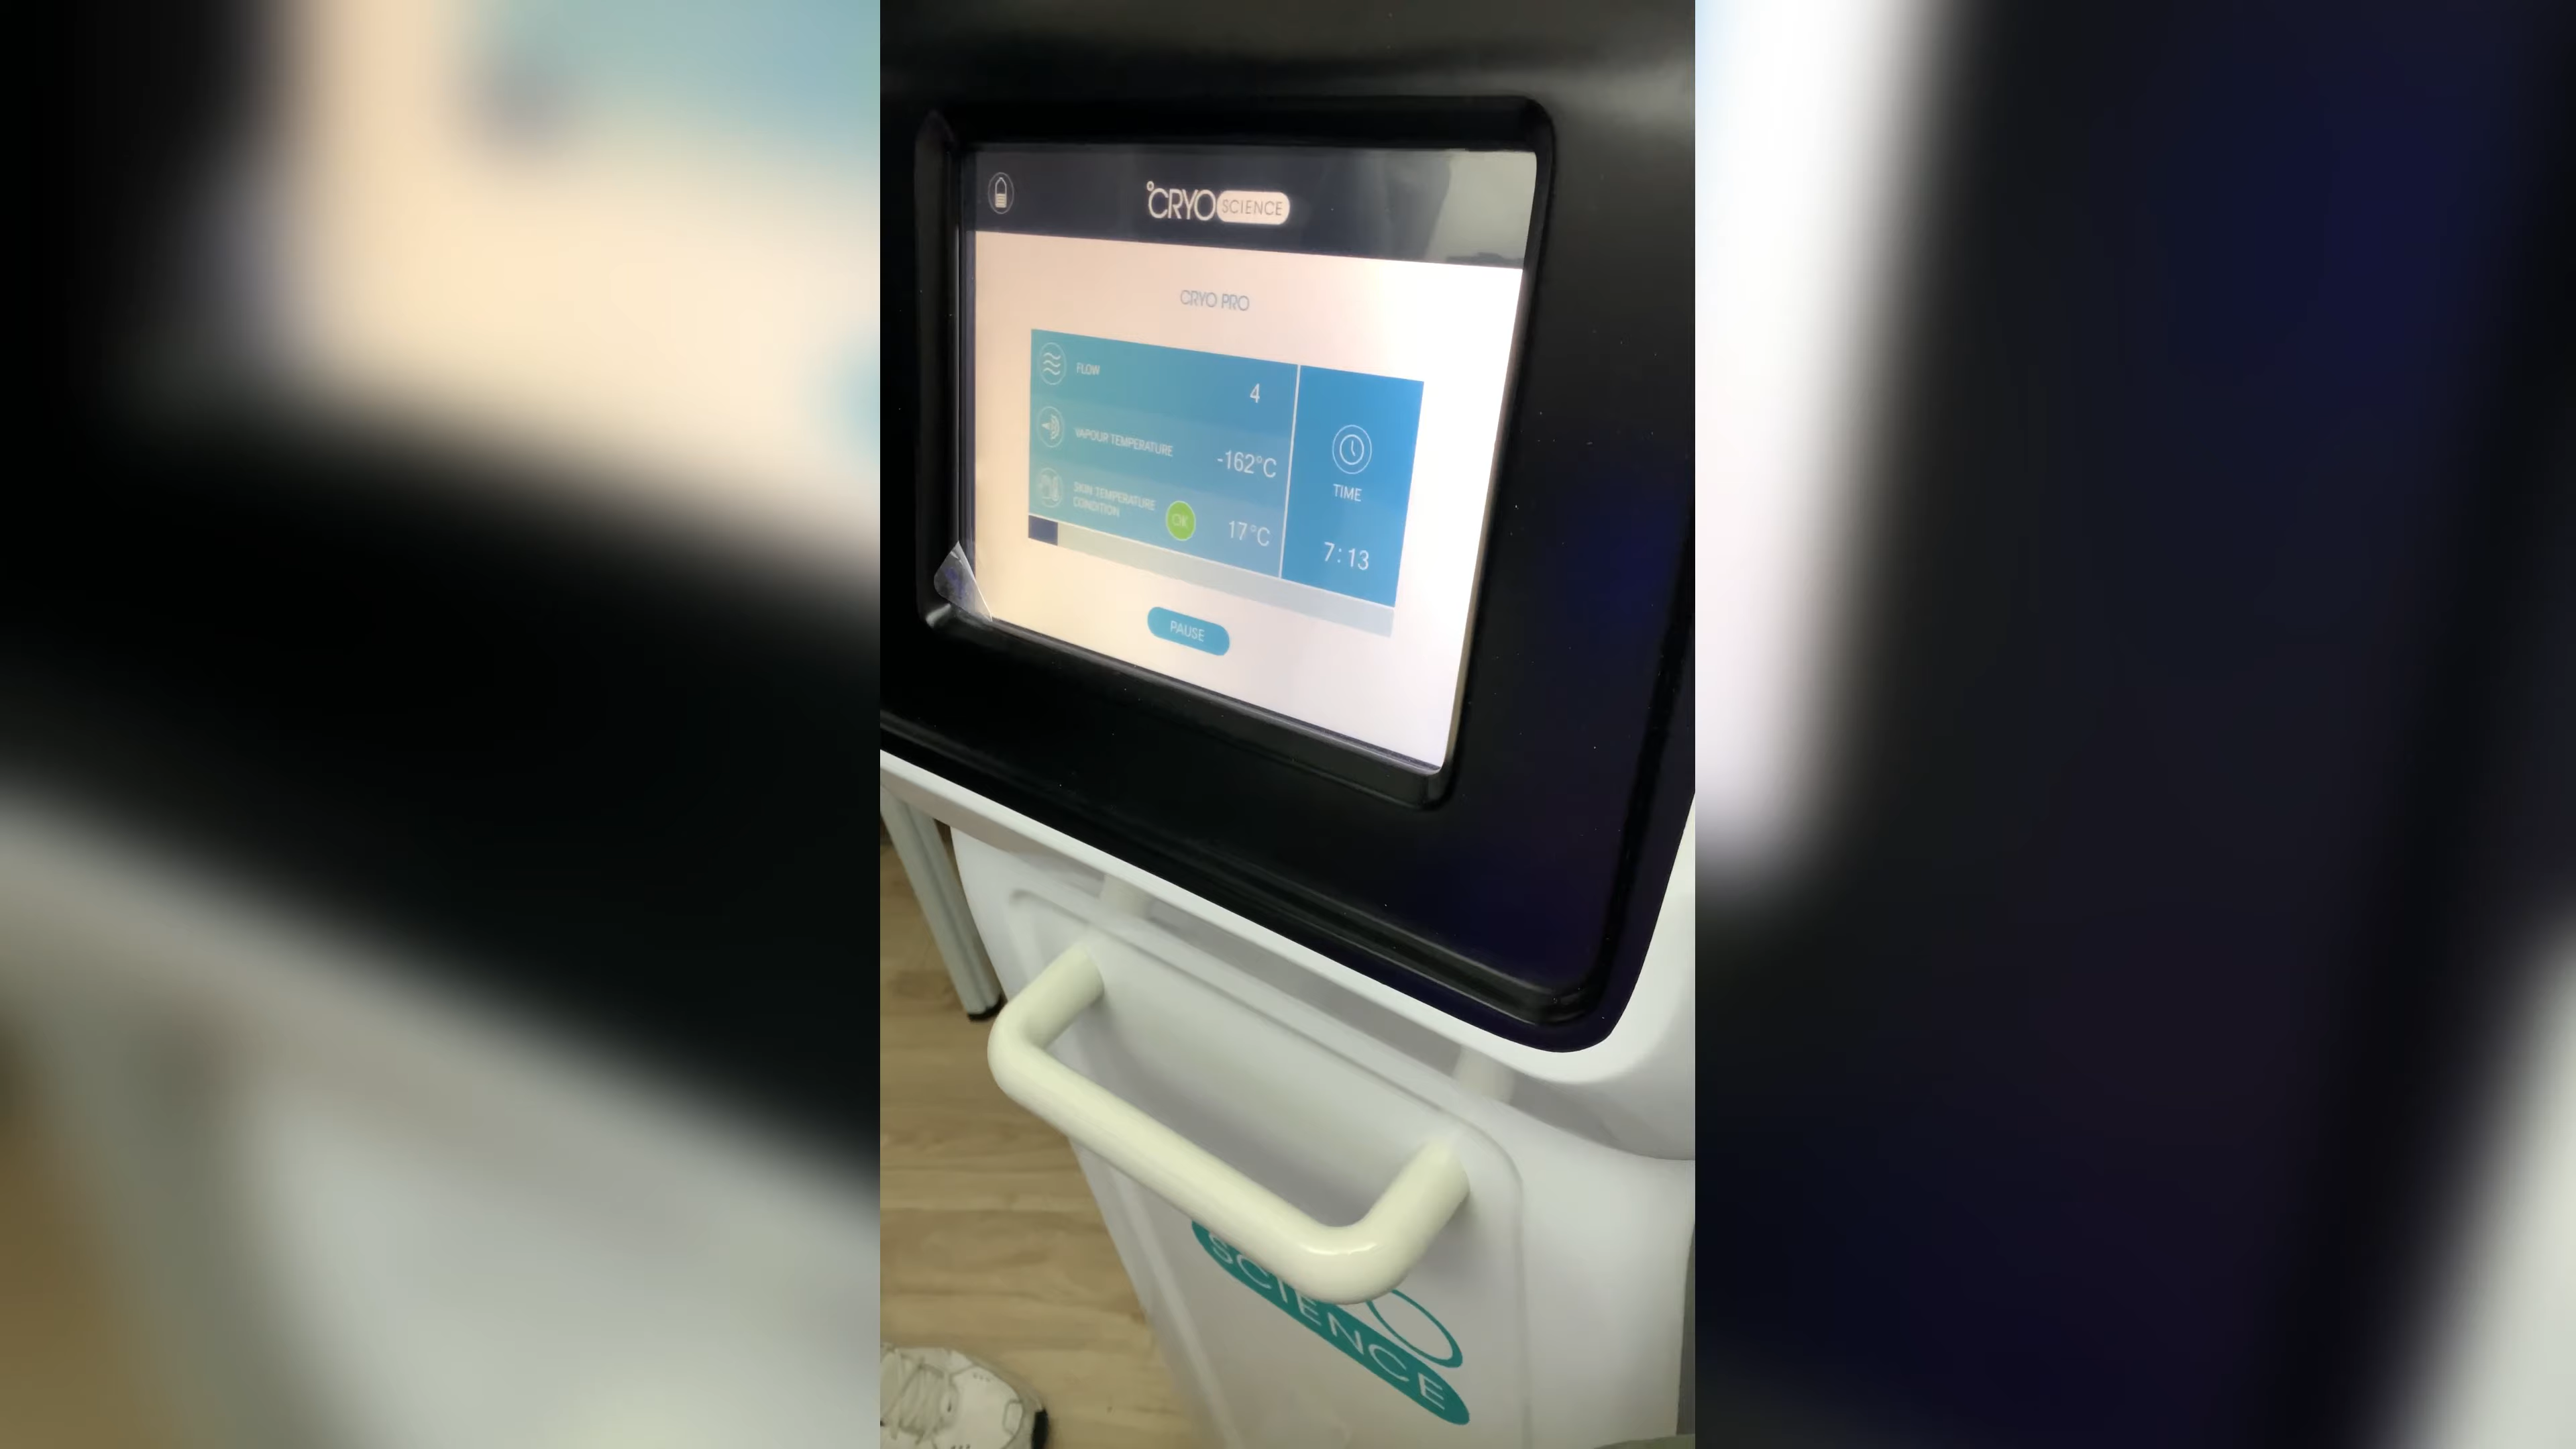 °CRYO SCIENCE
CRYO PRO
FLOW
4
VAPOUR TEMPERATURE
-162°C
SKIN TEMPERATURE
CONDITION
OK
17°C
TIME
7:13
PAUSE
SCIENCE